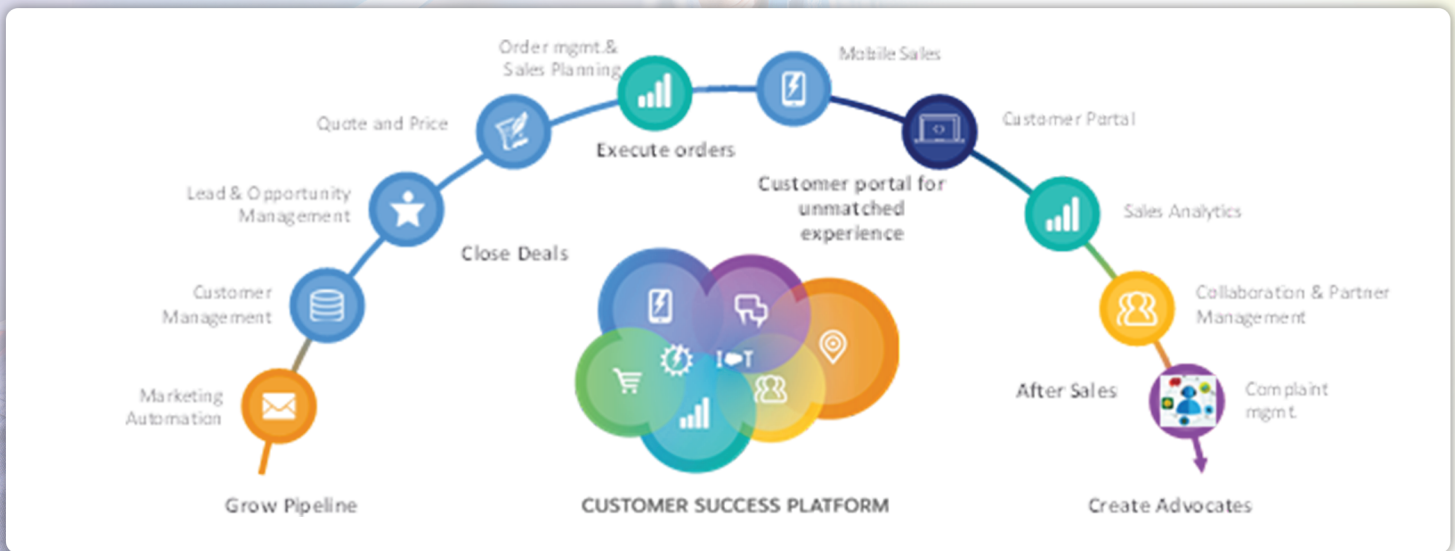 Order mgmt.&
Sales Planning
Mobile Sales
Quote and Price
Customer Portal
Execute orders
Lead & Opportunity
Management
Customer portal for
unmatched
experience
Sales Analytics
Close Deals
Customer
Management
Collaboration & Partner
Management
IoT
Marketing
Automation
After Sales
Complaint
mgmt.
Grow Pipeline
CUSTOMER SUCCESS PLATFORM
Create Advocates